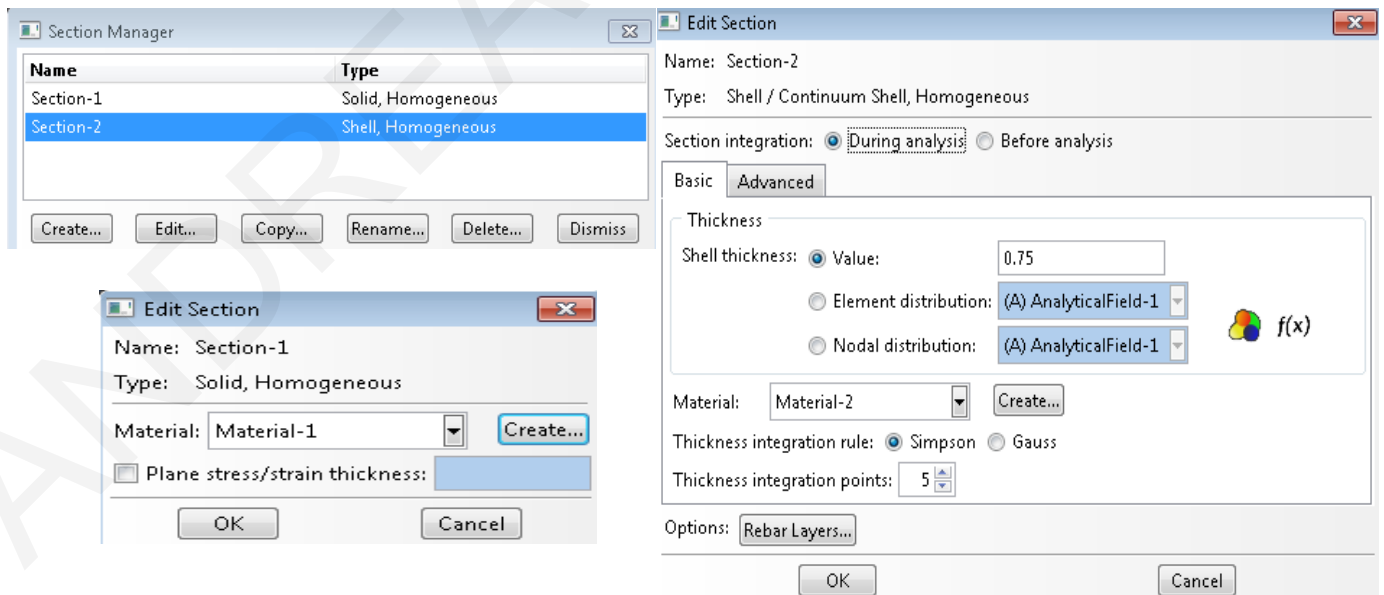 Section Manager
Name Type
Section-1 Solid, Homogeneous
Section-2 Shell, Homogeneous
Create... Edit... Copy... Rename... Delete... Dismiss
Edit Section
Name: Section-1
Type: Solid, Homogeneous
Material: Material-1 Create...
Plane stress/strain thickness:
OK Cancel
Edit Section
Name: Section-2
Type: Shell / Continuum Shell, Homogeneous
Section integration: During analysis Before analysis
Basic Advanced
Thickness
Shell thickness: Value: 0.75
Element distribution: (A) AnalyticalField-1
Nodal distribution: (A) AnalyticalField-1
f(x)
Material: Material-2 Create...
Thickness integration rule: Simpson Gauss
Thickness integration points: 5
Options: Rebar Layers...
OK Cancel
ANDREA